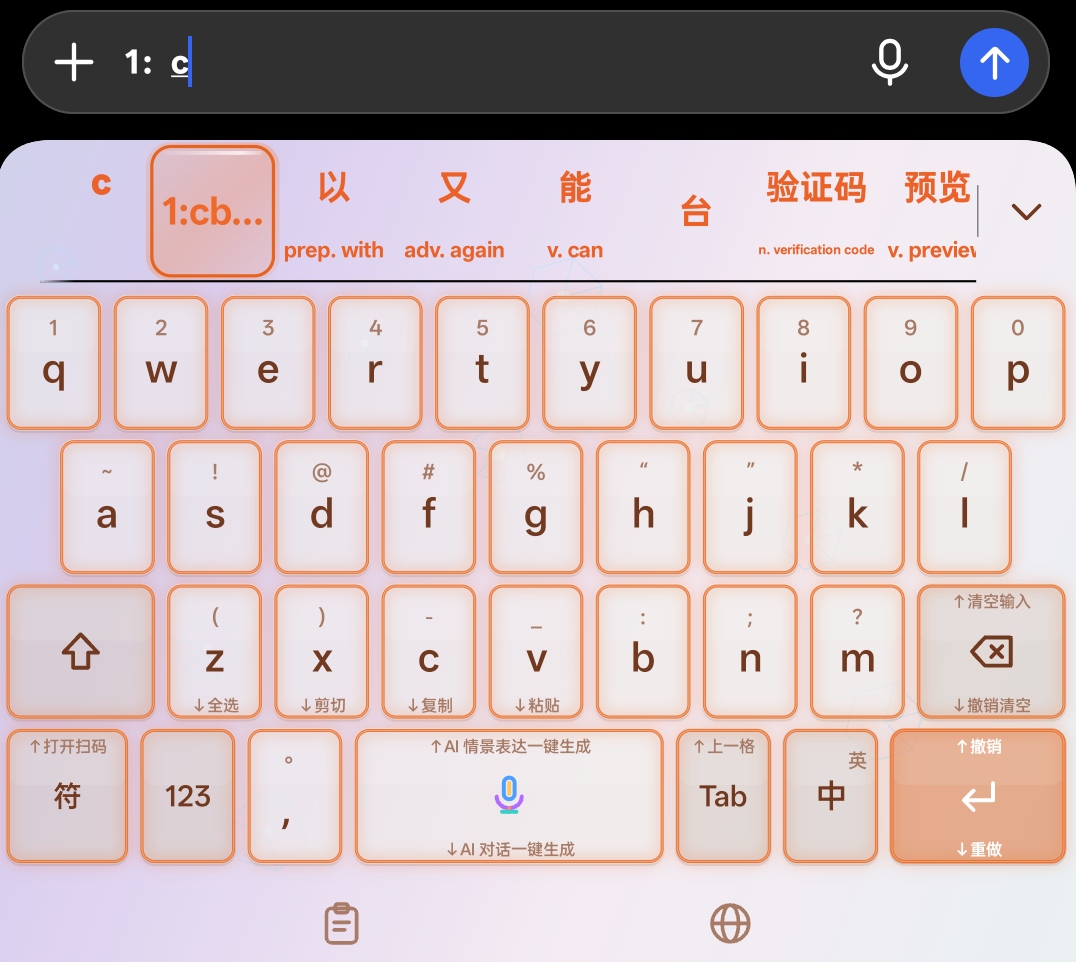 1: c
c 1:cb... 以 又 能 台 验证码 预览
prep. with adv. again v. can n. verification code v. preview
1 2 3 4 5 6 7 8 9 0
q w e r t y u i o p
~ ! @ # % “ ” * /
a s d f g h j k l
↑清空输入
( ) - _ : ; ?
z x c v b n m
↓全选 ↓剪切 ↓复制 ↓粘贴 ↓撤销清空
↑打开扫码 ↑AI 情景表达一键生成 ↑上一格 英 ↑撤销
符 123 ° , Tab 中
↓AI 对话一键生成 ↓重做